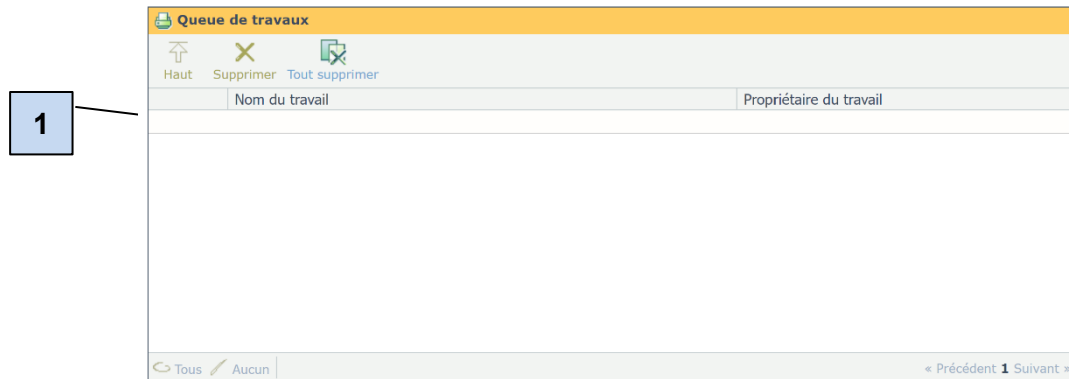 Queue de travaux
Haut Supprimer Tout supprimer
Nom du travail Propriétaire du travail
1
Tous Aucun « Précédent 1 Suivant »